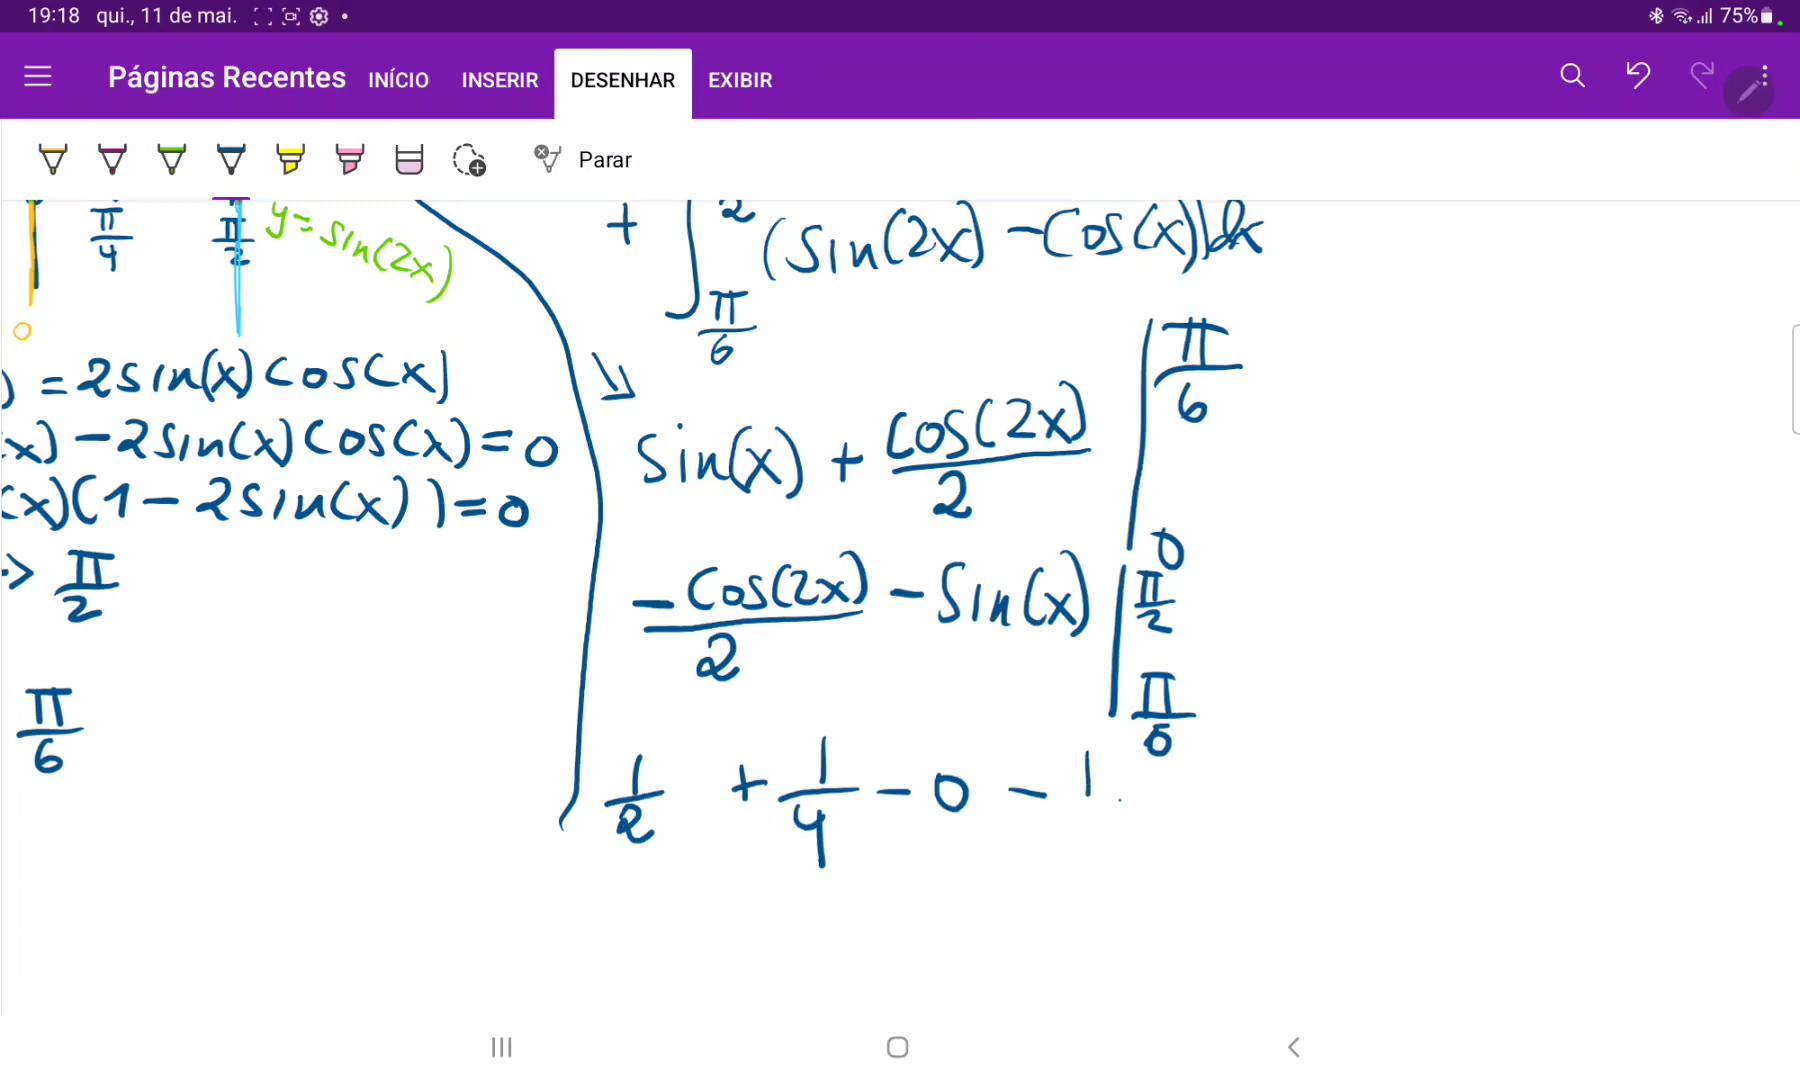 19:18 qui., 11 de mai. 75%
Páginas Recentes INÍCIO INSERIR DESENHAR EXIBIR
Parar
π/4 π/2 y=sin(2x)
0
) = 2sin(x)cos(x)
x) - 2sin(x)cos(x) = 0
(x)(1 - 2sin(x)) = 0
-> π/2
π/6
+ ∫_{π/6}^{2} (sin(2x) - cos(x))dx
sin(x) + cos(2x)/2 |_0^{π/6}
-cos(2x)/2 - sin(x) |_{π/6}^{π/2}
1/2 + 1/4 - 0 - 1